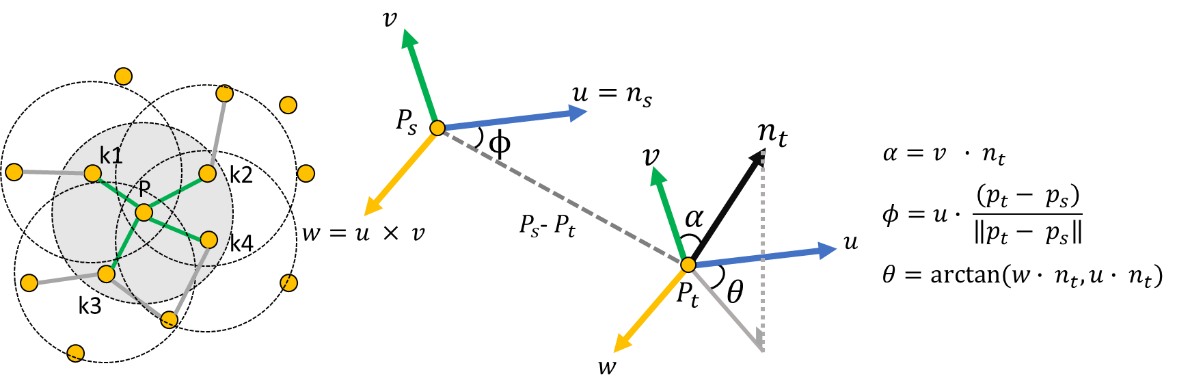 k1
P
k2
k4
k3
v
u = n_s
P_s
ϕ
w = u × v
P_s- P_t
n_t
v
α
u
θ
P_t
w
α = v · n_t
ϕ = u · (p_t − p_s) / ‖p_t − p_s‖
θ = arctan(w · n_t, u · n_t)